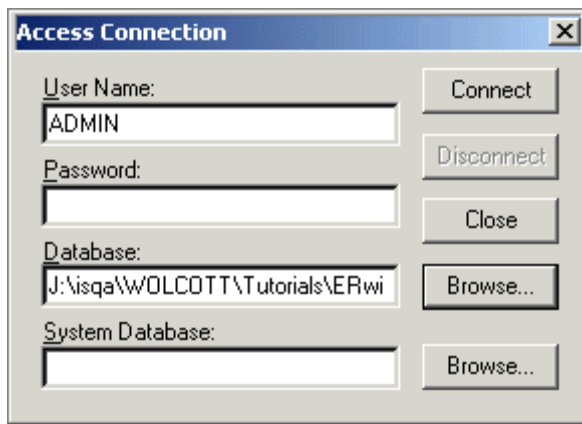 Access Connection
User Name:
Connect
ADMIN
Disconnect
Password:
Close
Database:
J:\isqa\WOLCOTT\Tutorials\ERwi
Browse...
System Database:
Browse...